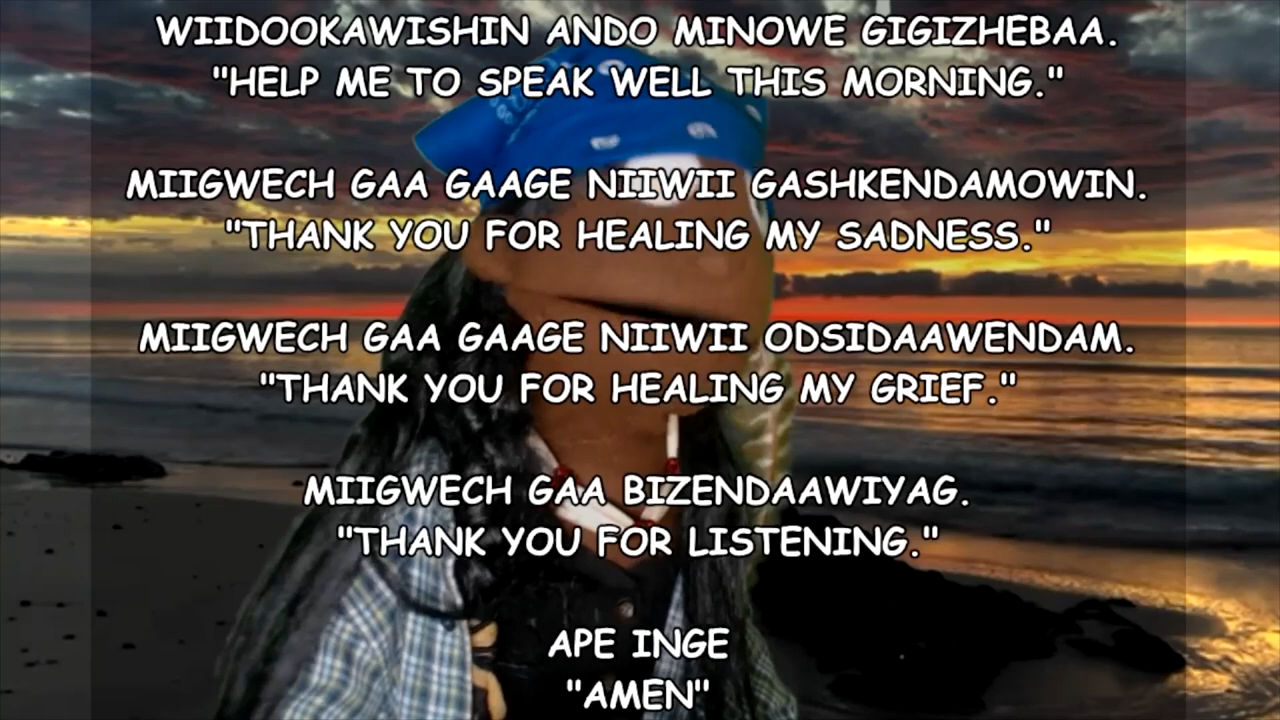 WIIDOOKAWISHIN ANDO MINOWE GIGIZHEBAA.
"HELP ME TO SPEAK WELL THIS MORNING."
MIIGWECH GAA GAAGE NIIWII GASHKENDAMOWIN.
"THANK YOU FOR HEALING MY SADNESS."
MIIGWECH GAA GAAGE NIIWII ODSIDAAWENDAM.
"THANK YOU FOR HEALING MY GRIEF."
MIIGWECH GAA BIZENDAAWIYAG.
"THANK YOU FOR LISTENING."
APE INGE
"AMEN"